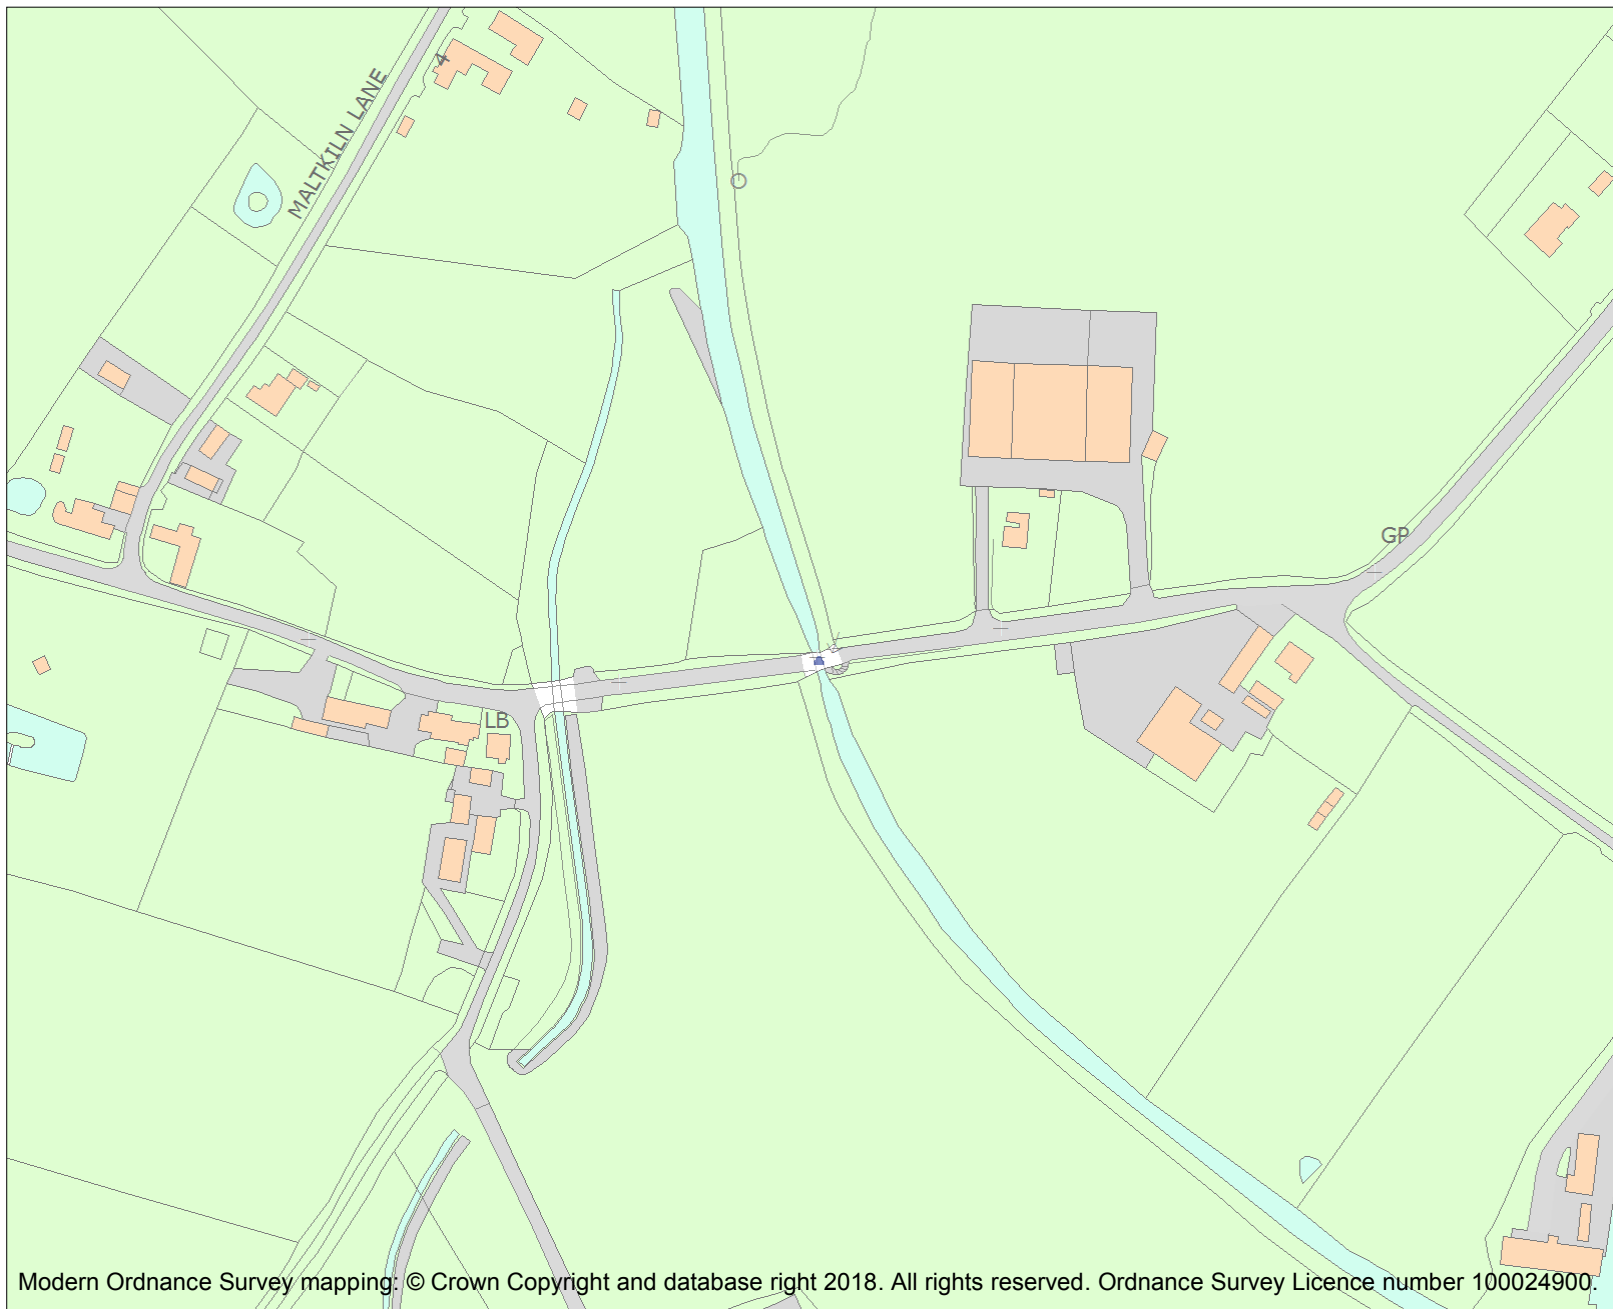 4
MALTKILN LANE
GP
LB
Modern Ordnance Survey mapping: © Crown Copyright and database right 2018. All rights reserved. Ordnance Survey Licence number 100024900.